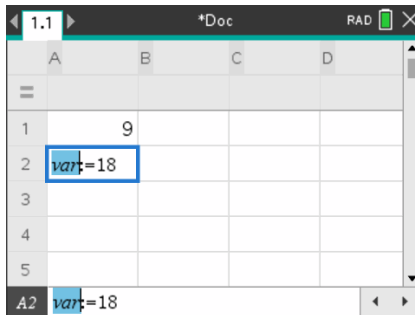 1.1 *Doc RAD
A B C D
=
1 9
2 var:=18
3
4
5
A2 var:=18